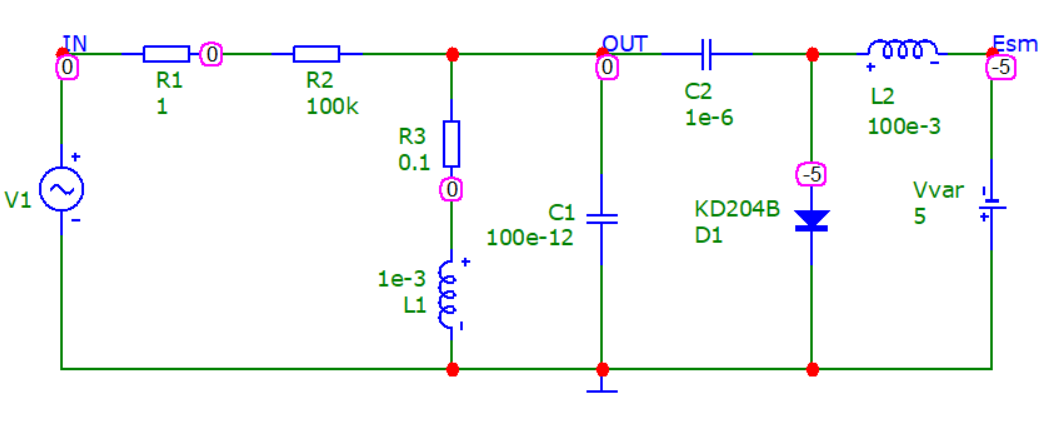 IN
0
R1
1
0
R2
100k
OUT
0
C2
1e-6
L2
100e-3
Esm
-5
V1
R3
0.1
0
1e-3
L1
C1
100e-12
-5
KD204B
D1
Vvar
5